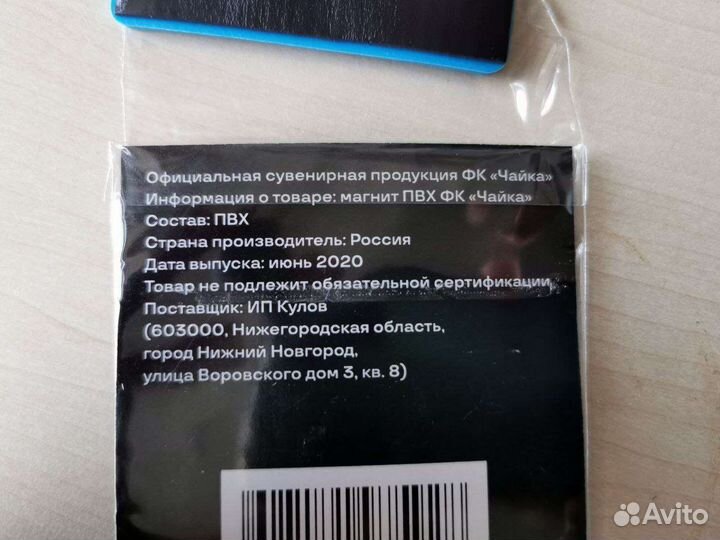 Официальная сувенирная продукция ФК «Чайка»
Информация о товаре: магнит ПВХ ФК «Чайка»
Состав: ПВХ
Страна производитель: Россия
Дата выпуска: июнь 2020
Товар не подлежит обязательной сертификации,
Поставщик: ИП Кулов
(603000, Нижегородская область,
город Нижний Новгород,
улица Воровского дом 3, кв. 8)
Avito